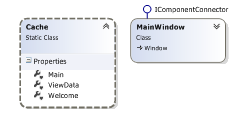 Cache
Static Class
Properties
Main
ViewData
Welcome
IComponentConnector
MainWindow
Class
Window